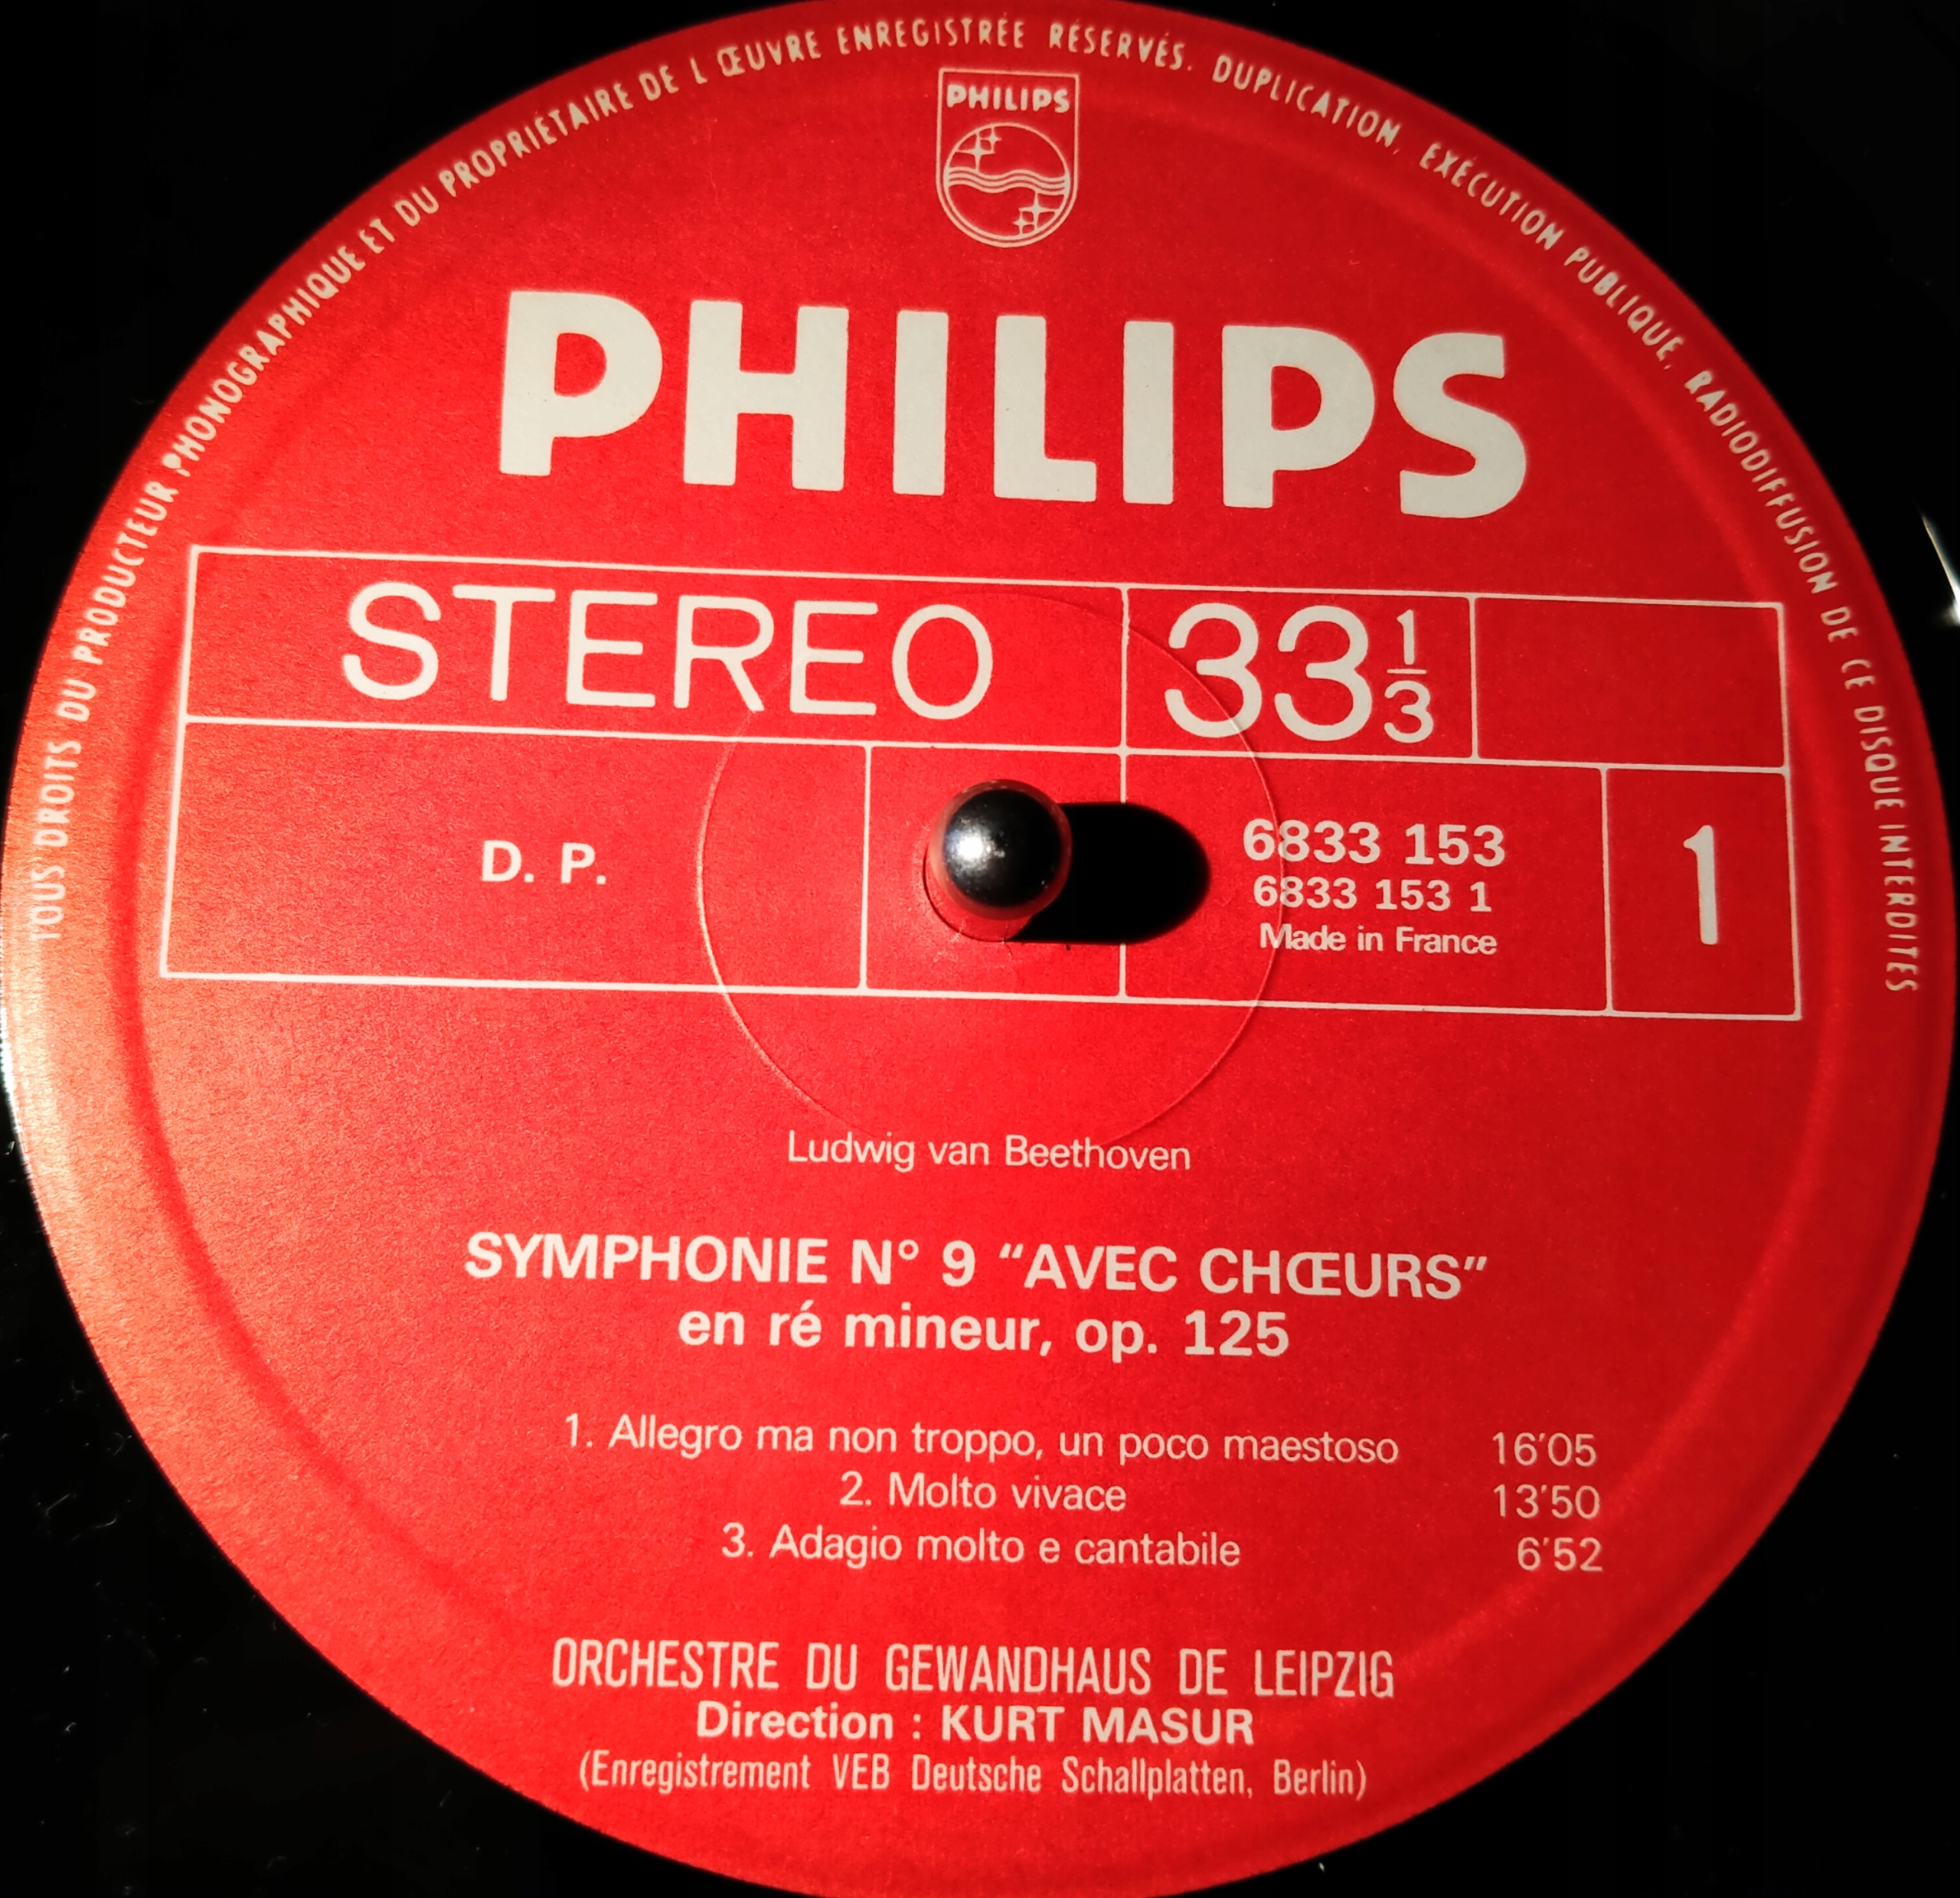 TOUS DROITS DU PRODUCTEUR PHONOGRAPHIQUE ET DU PROPRIÉTAIRE DE L ŒUVRE ENREGISTRÉE RÉSERVÉS. DUPLICATION, EXÉCUTION PUBLIQUE, RADIODIFFUSION DE CE DISQUE INTERDITES
PHILIPS
PHILIPS
STEREO 33 1/3
D. P.
6833 153
6833 153 1
Made in France
1
Ludwig van Beethoven
SYMPHONIE N° 9 “AVEC CHŒURS”
en ré mineur, op. 125
1. Allegro ma non troppo, un poco maestoso 16'05
2. Molto vivace 13'50
3. Adagio molto e cantabile 6'52
ORCHESTRE DU GEWANDHAUS DE LEIPZIG
Direction : KURT MASUR
(Enregistrement VEB Deutsche Schallplatten, Berlin)